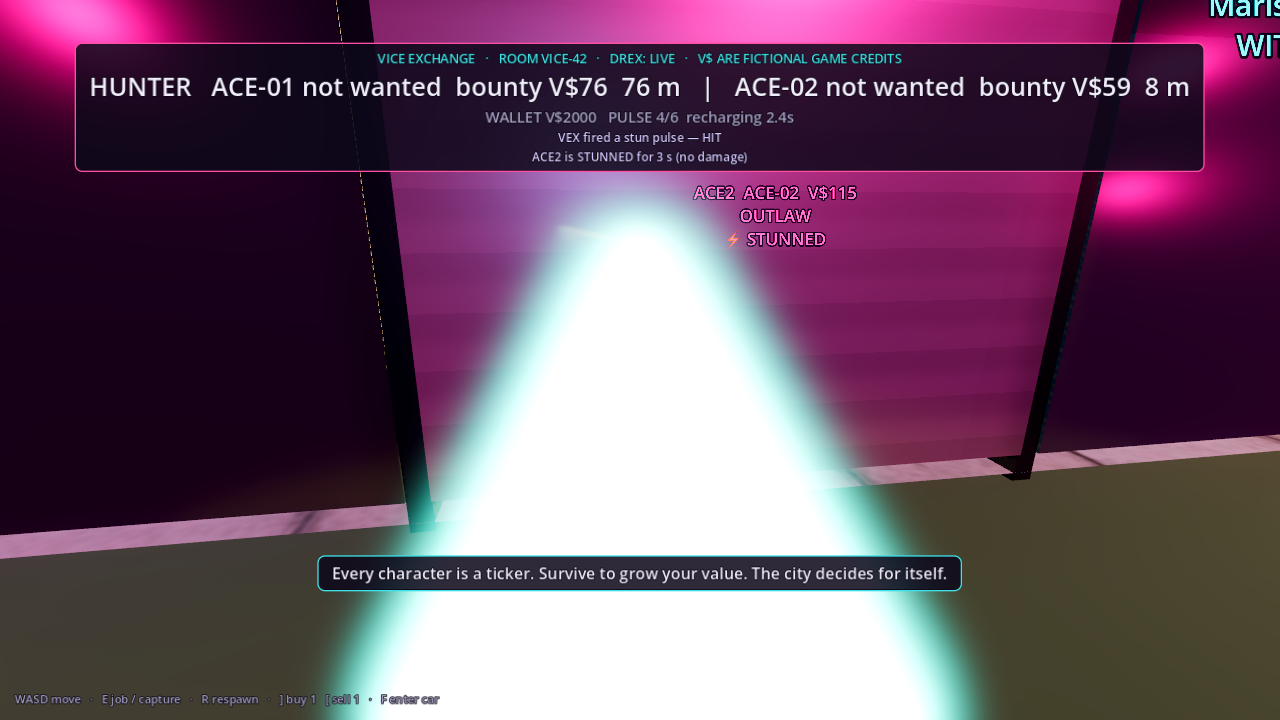 Maris
WIT
VICE EXCHANGE · ROOM VICE-42 · DREX: LIVE · V$ ARE FICTIONAL GAME CREDITS
HUNTER ACE-01 not wanted bounty V$76 76 m | ACE-02 not wanted bounty V$59 8 m
WALLET V$2000 PULSE 4/6 recharging 2.4s
VEX fired a stun pulse — HIT
ACE2 is STUNNED for 3 s (no damage)
ACE2 ACE-02 V$115
OUTLAW
⚡ STUNNED
Every character is a ticker. Survive to grow your value. The city decides for itself.
WASD move · E job / capture · R respawn · ] buy 1 [ sell 1 · F enter car